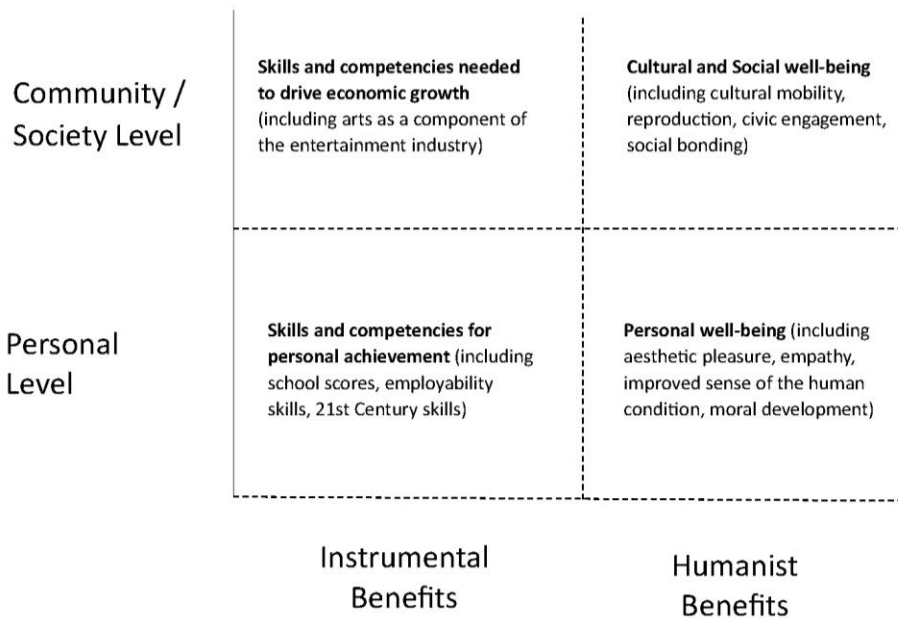 Community /
Society Level
Skills and competencies needed
to drive economic growth
(including arts as a component of
the entertainment industry)
Cultural and Social well-being
(including cultural mobility,
reproduction, civic engagement,
social bonding)
Personal
Level
Skills and competencies for
personal achievement (including
school scores, employability
skills, 21st Century skills)
Personal well-being (including
aesthetic pleasure, empathy,
improved sense of the human
condition, moral development)
Instrumental
Benefits
Humanist
Benefits